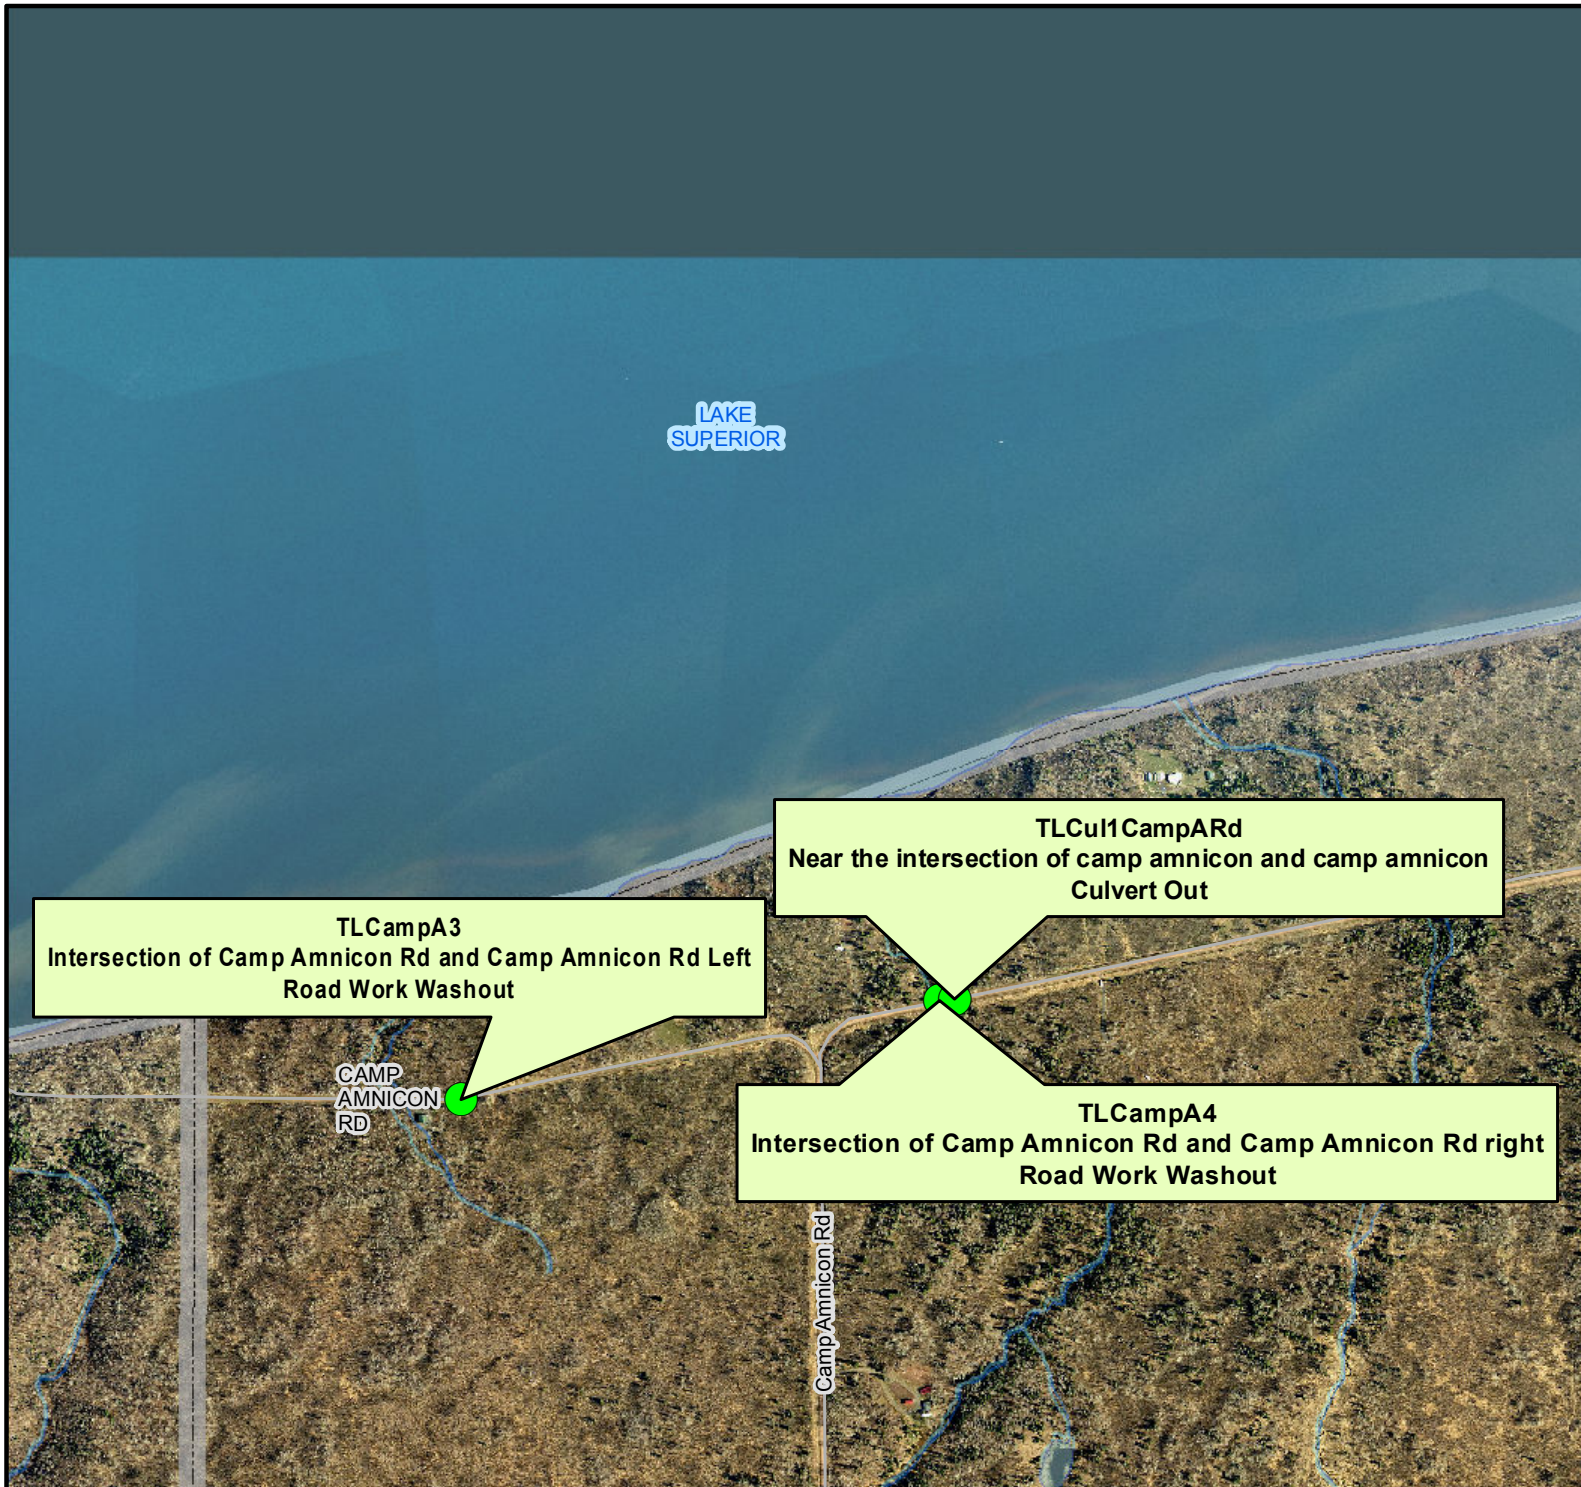 LAKE
SUPERIOR
TLCul1CampARd
Near the intersection of camp amnicon and camp amnicon
Culvert Out
TLCampA3
Intersection of Camp Amnicon Rd and Camp Amnicon Rd Left
Road Work Washout
CAMP
AMNICON
RD
TLCampA4
Intersection of Camp Amnicon Rd and Camp Amnicon Rd right
Road Work Washout
Camp Amnicon Rd